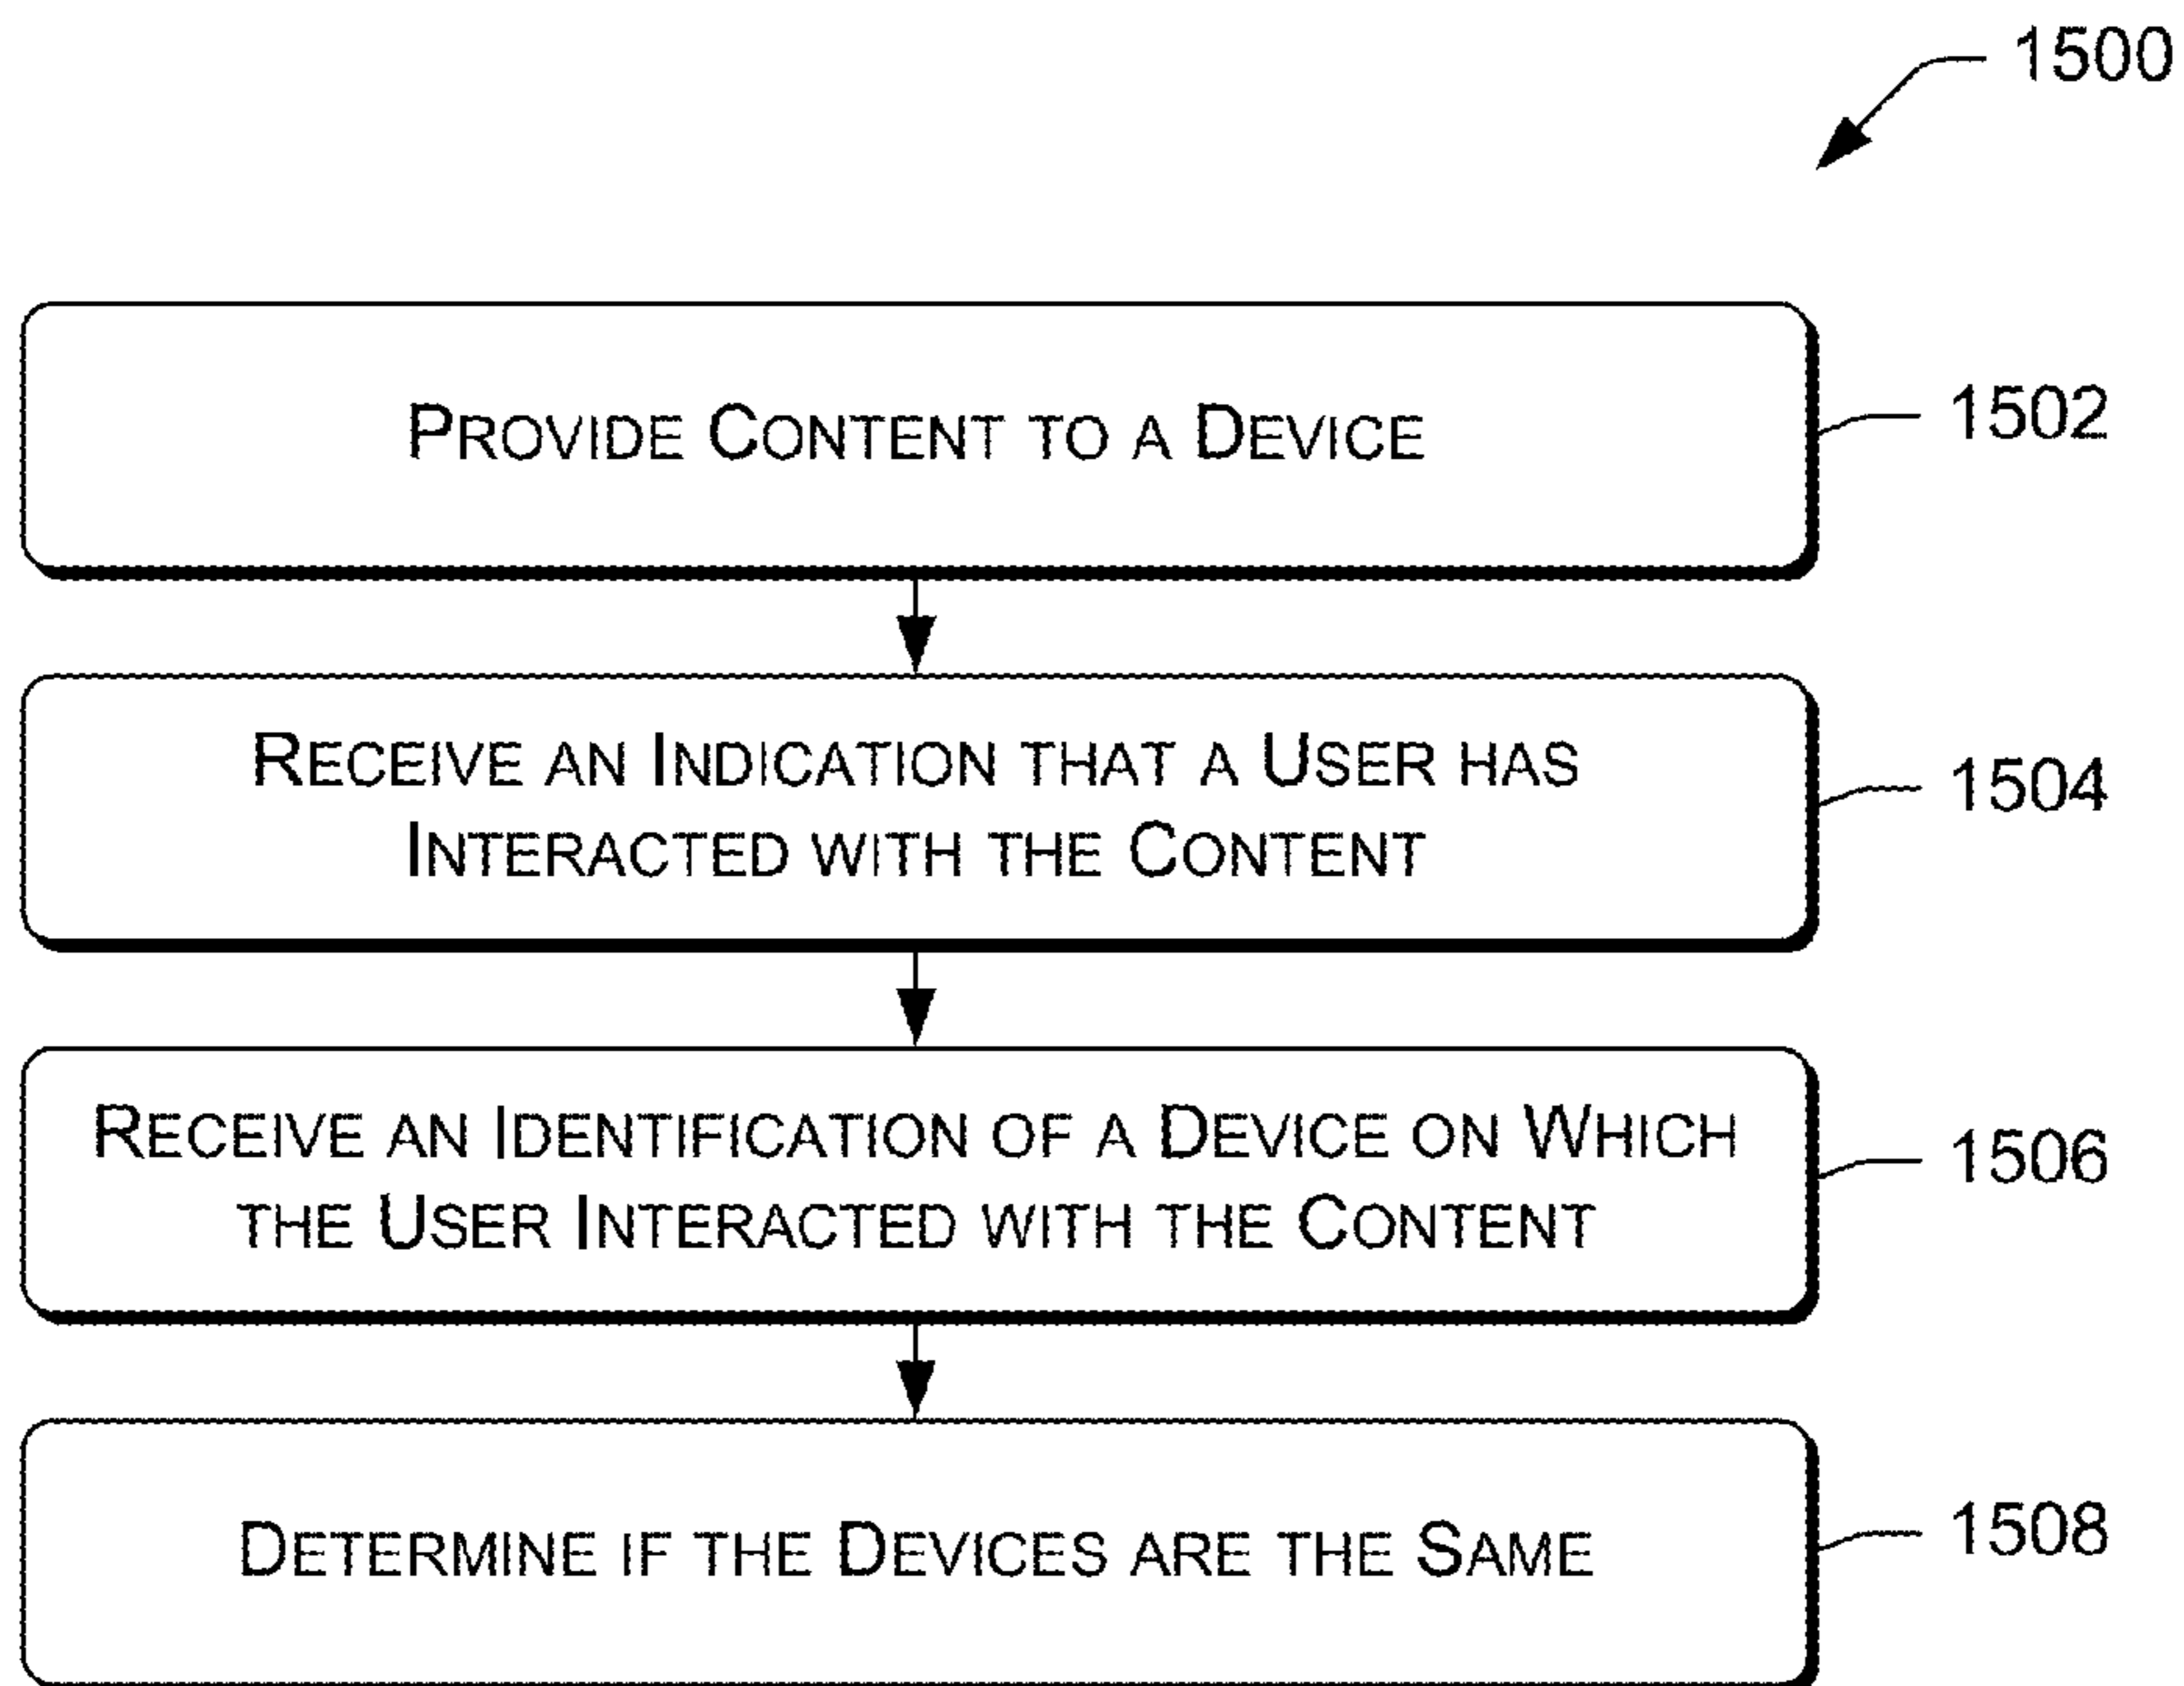 1500
PROVIDE CONTENT TO A DEVICE
1502
RECEIVE AN INDICATION THAT A USER HAS
INTERACTED WITH THE CONTENT
1504
RECEIVE AN IDENTIFICATION OF A DEVICE ON WHICH
THE USER INTERACTED WITH THE CONTENT
1506
DETERMINE IF THE DEVICES ARE THE SAME
1508